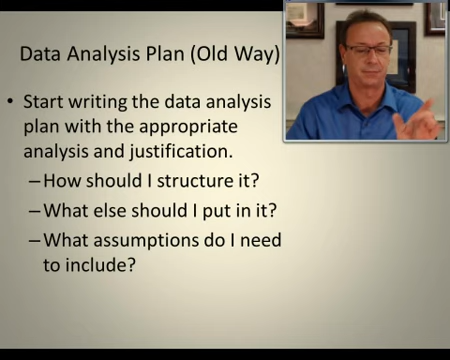 Data Analysis Plan (Old Way)
• Start writing the data analysis
plan with the appropriate
analysis and justification.
–How should I structure it?
–What else should I put in it?
–What assumptions do I need
to include?